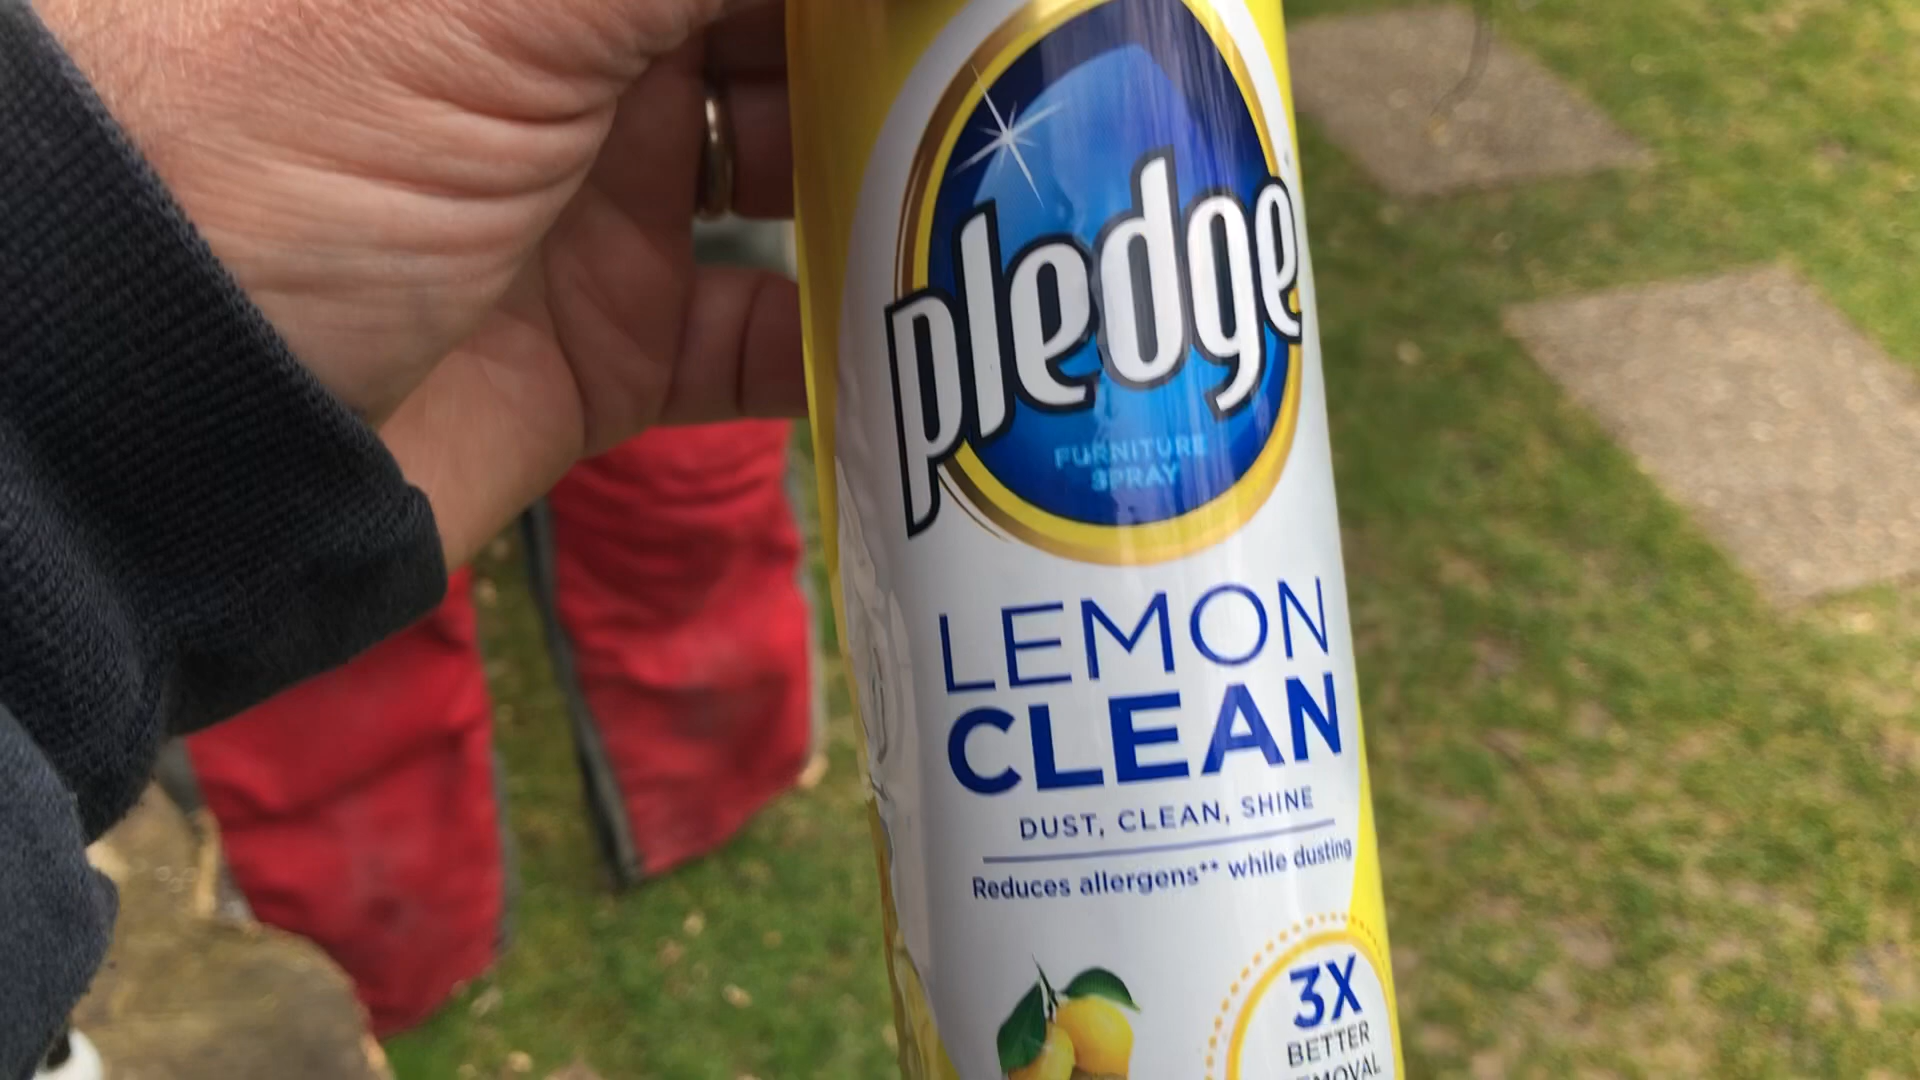 pledge
FURNITURE
SPRAY
LEMON
CLEAN
DUST, CLEAN, SHINE
Reduces allergens** while dusting
3X
BETTER